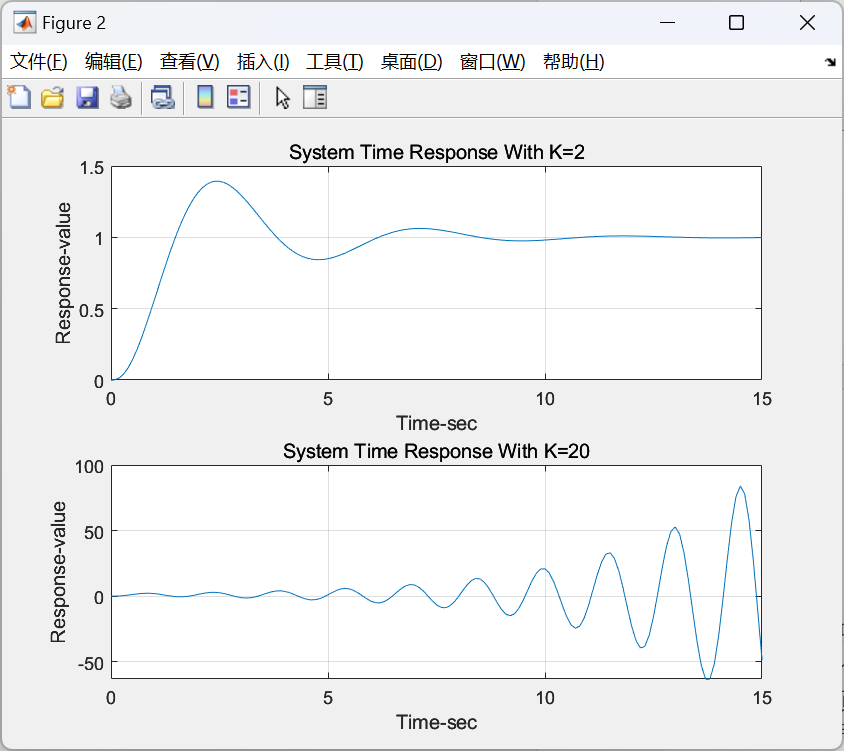 Figure 2
文件(F) 编辑(E) 查看(V) 插入(I) 工具(T) 桌面(D) 窗口(W) 帮助(H)
System Time Response With K=2
1.5
1
0.5
0
Response-value
0 5 10 15
Time-sec
System Time Response With K=20
100
50
0
-50
Response-value
0 5 10 15
Time-sec